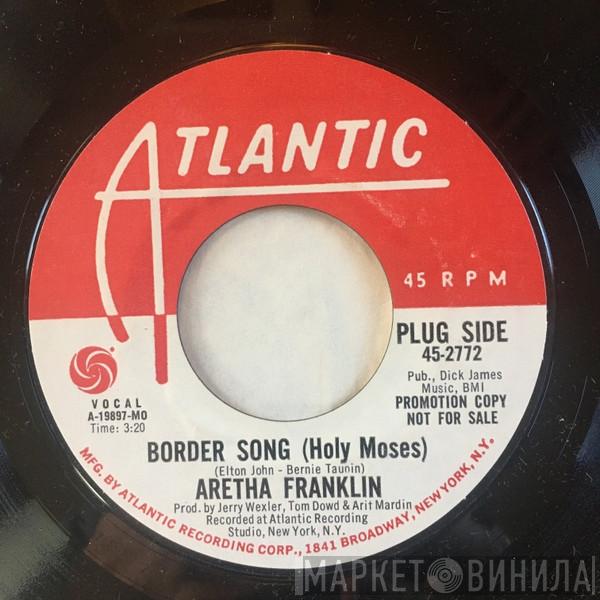 ATLANTIC
45 RPM
PLUG SIDE
45-2772
Pub., Dick James
Music, BMI
PROMOTION COPY
NOT FOR SALE
VOCAL
A-19897-MO
Time: 3:20
BORDER SONG (Holy Moses)
(Elton John - Bernie Taunin)
ARETHA FRANKLIN
Prod. by Jerry Wexler, Tom Dowd & Arit Mardin
Recorded at Atlantic Recording
Studio, New York, N.Y.
MFG. BY ATLANTIC RECORDING CORP., 1841 BROADWAY, NEW YORK, N.Y.
МАРКЕТ ВИНИЛА